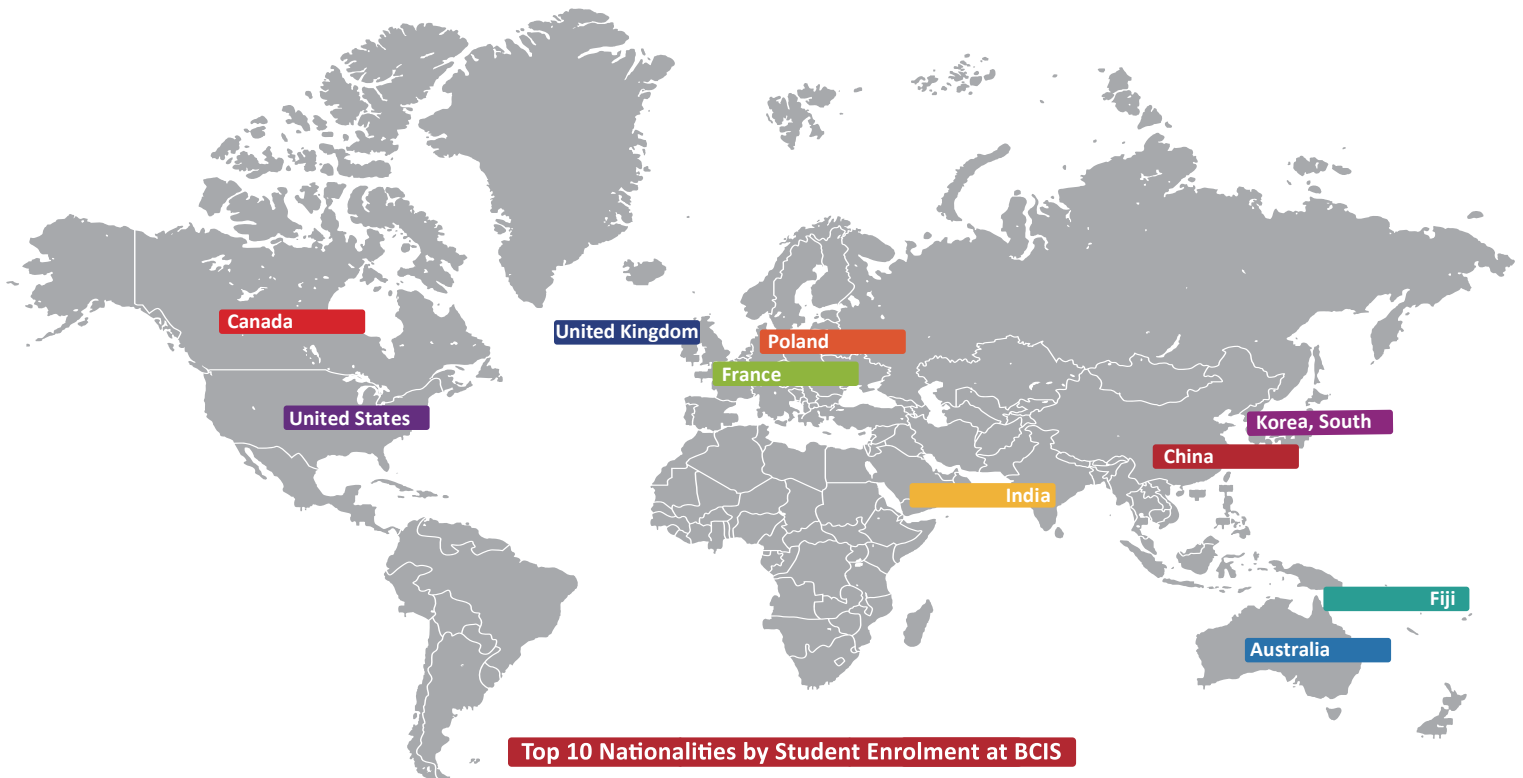 Canada
United Kingdom
Poland
France
United States
Korea, South
China
India
Fiji
Australia
Top 10 Nationalities by Student Enrolment at BCIS